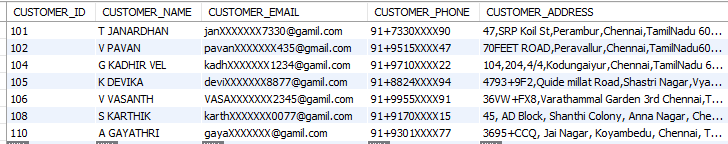 CUSTOMER_ID CUSTOMER_NAME CUSTOMER_EMAIL CUSTOMER_PHONE CUSTOMER_ADDRESS
101 T JANARDHAN janXXXXXXX7330@gamil.com 91+7330XXXX90 47,SRP Koil St,Perambur,Chennai,TamilNadu 60...
102 V PAVAN pavanXXXXXXX435@gmail.com 91+9515XXXX47 70FEET ROAD,Peravallur,Chennai,TamilNadu60...
104 G KADHIR VEL kadhXXXXXXX1234@gamil.com 91+9710XXXX22 104,204,4/4,Kodungaiyur,Chennai,TamilNadu 6...
105 K DEVIKA deviXXXXXXX8877@gamil.com 91+8824XXXX94 4793+9F2,Quide millat Road,Shastri Nagar,Vya...
106 V VASANTH VASAXXXXXXX2345@gamil.com 91+9955XXXX91 36VW+FX8,Varathammal Garden 3rd Chennai,T...
108 S KARTHIK karthXXXXXXX0077@gamil.com 91+9170XXXX15 45, AD Block, Shanthi Colony, Anna Nagar, Che...
110 A GAYATHRI gayaXXXXXXX@gamil.com 91+9301XXXX77 3695+CCQ, Jai Nagar, Koyambedu, Chennai, T...